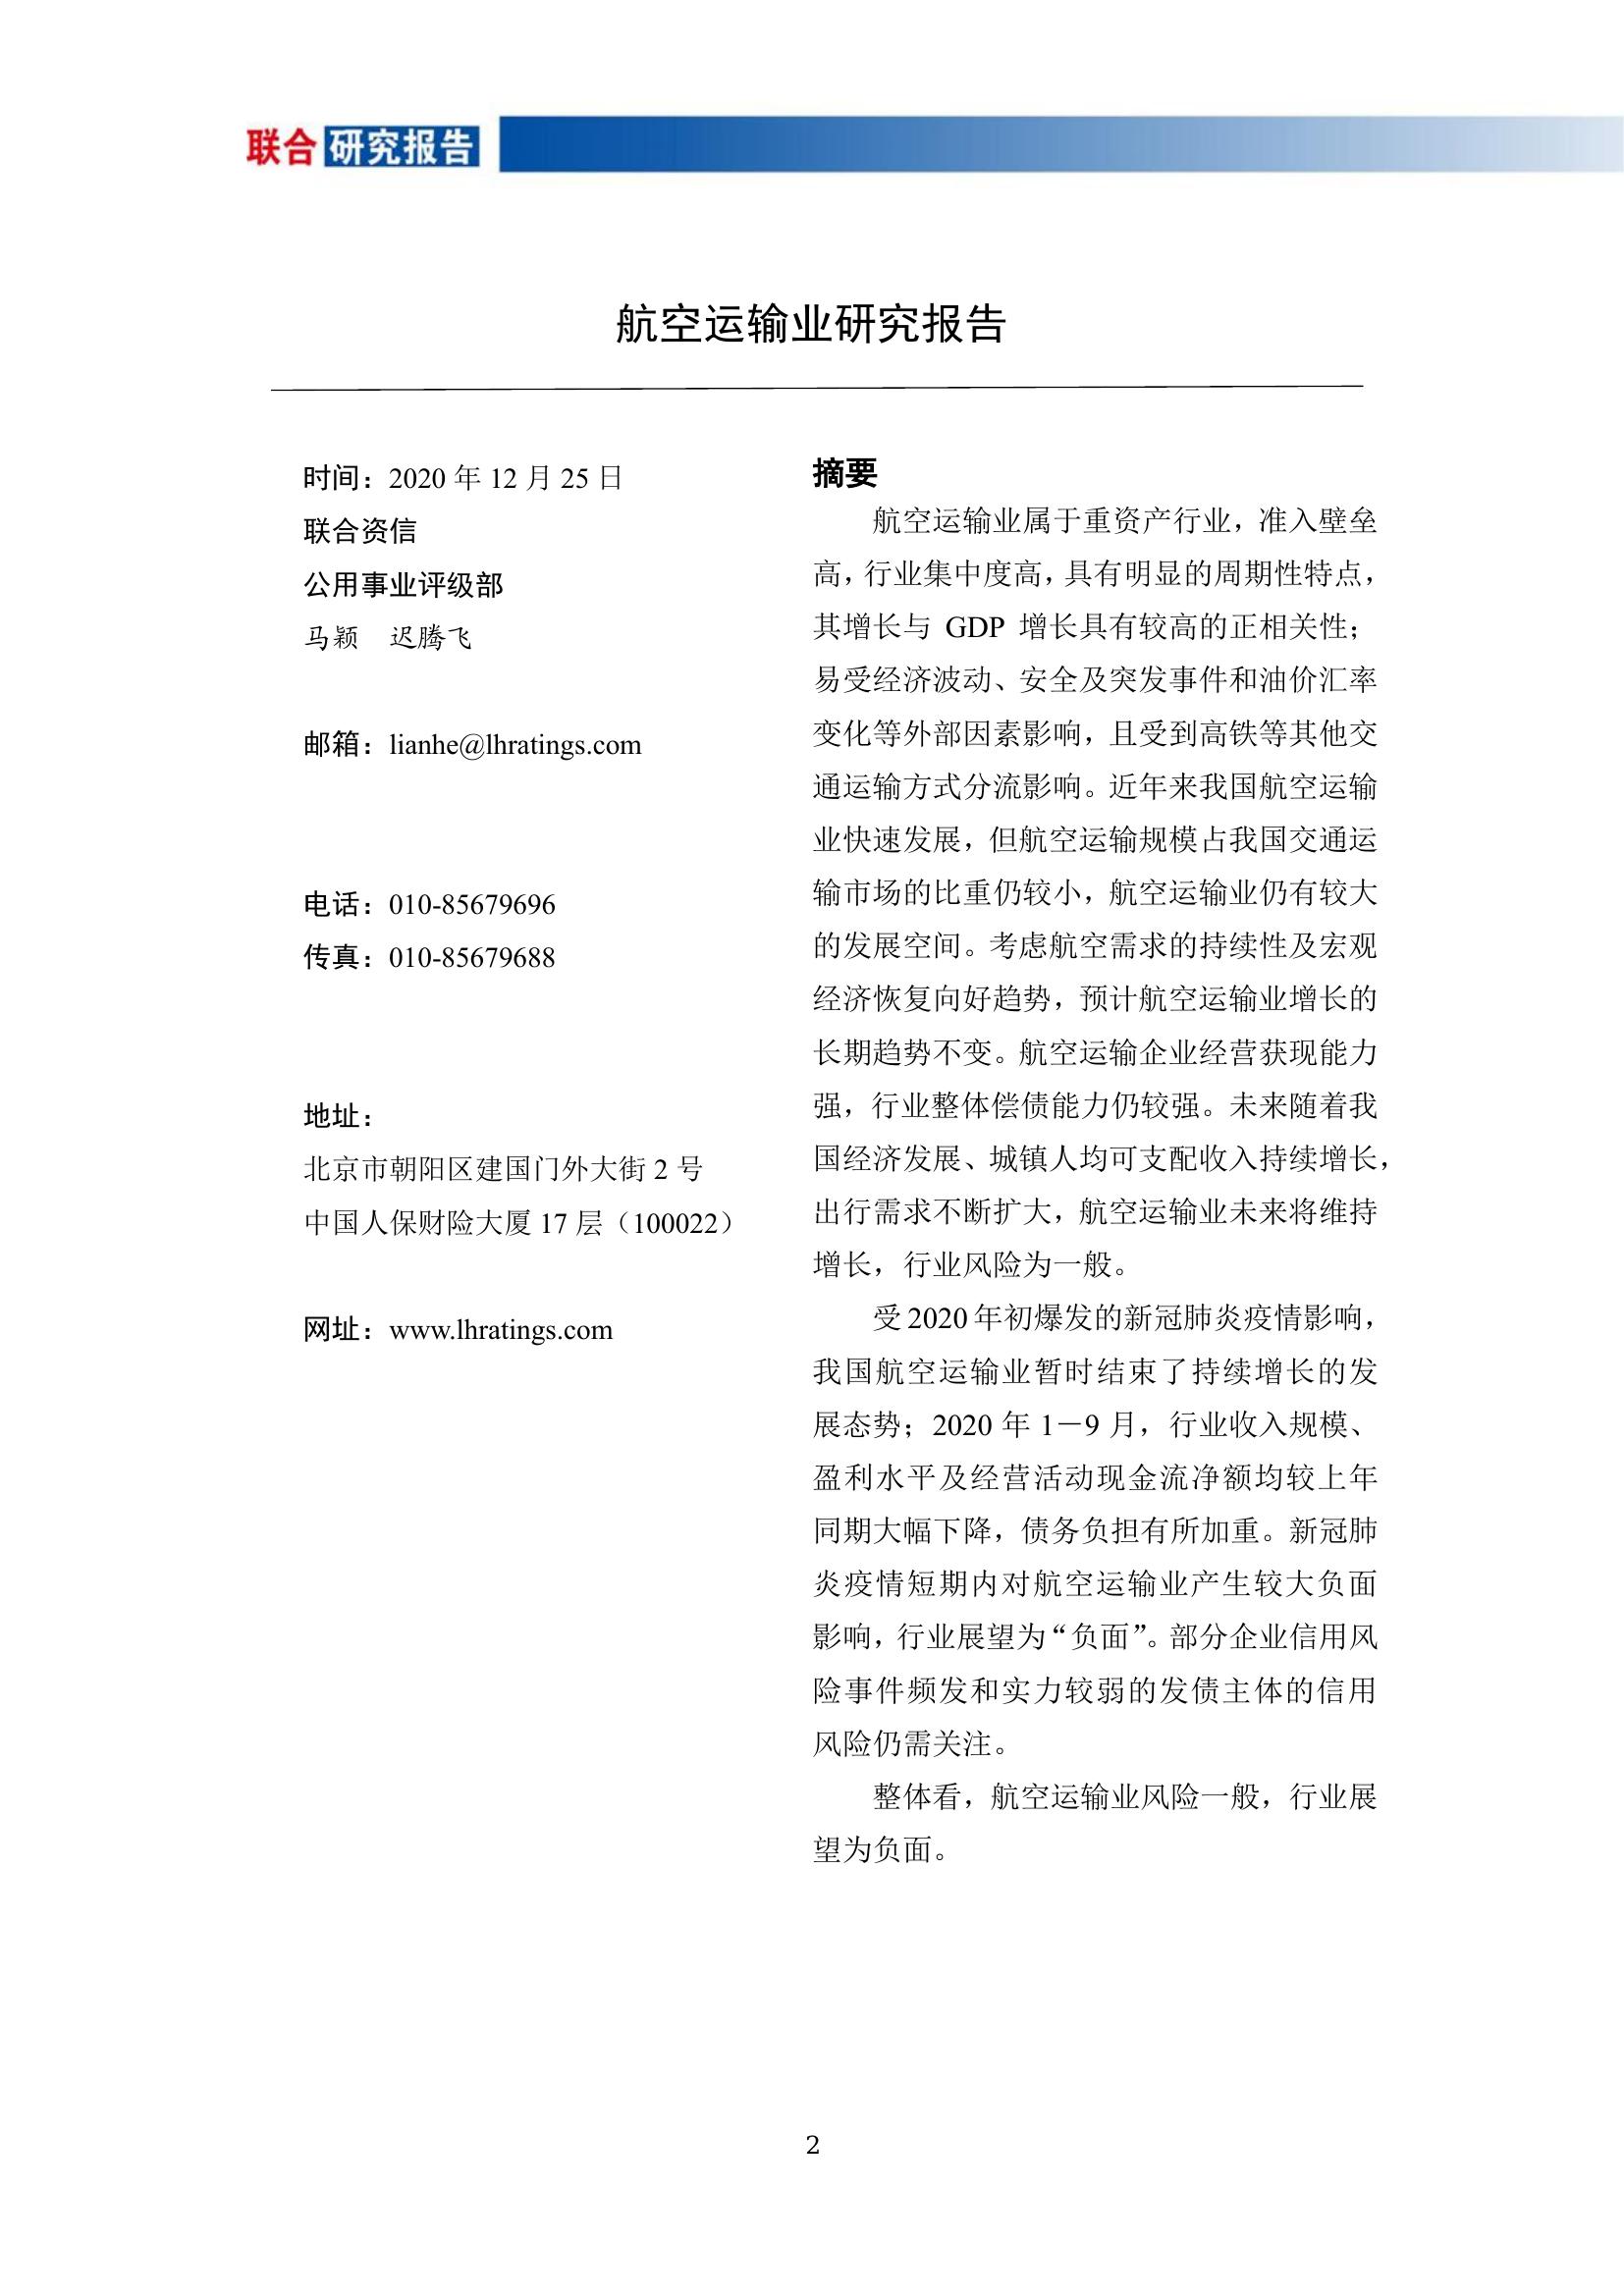 联合研究报告
航空运输业研究报告
时间：2020 年 12 月 25 日
联合资信
公用事业评级部
马颖　迟腾飞
邮箱：lianhe@lhratings.com
电话：010-85679696
传真：010-85679688
地址：
北京市朝阳区建国门外大街 2 号
中国人保财险大厦 17 层（100022）
网址：www.lhratings.com
摘要
航空运输业属于重资产行业，准入壁垒
高，行业集中度高，具有明显的周期性特点，
其增长与 GDP 增长具有较高的正相关性；
易受经济波动、安全及突发事件和油价汇率
变化等外部因素影响，且受到高铁等其他交
通运输方式分流影响。近年来我国航空运输
业快速发展，但航空运输规模占我国交通运
输市场的比重仍较小，航空运输业仍有较大
的发展空间。考虑航空需求的持续性及宏观
经济恢复向好趋势，预计航空运输业增长的
长期趋势不变。航空运输企业经营获现能力
强，行业整体偿债能力仍较强。未来随着我
国经济发展、城镇人均可支配收入持续增长，
出行需求不断扩大，航空运输业未来将维持
增长，行业风险为一般。
受 2020 年初爆发的新冠肺炎疫情影响，
我国航空运输业暂时结束了持续增长的发
展态势；2020 年 1－9 月，行业收入规模、
盈利水平及经营活动现金流净额均较上年
同期大幅下降，债务负担有所加重。新冠肺
炎疫情短期内对航空运输业产生较大负面
影响，行业展望为“负面”。部分企业信用风
险事件频发和实力较弱的发债主体的信用
风险仍需关注。
整体看，航空运输业风险一般，行业展
望为负面。
2